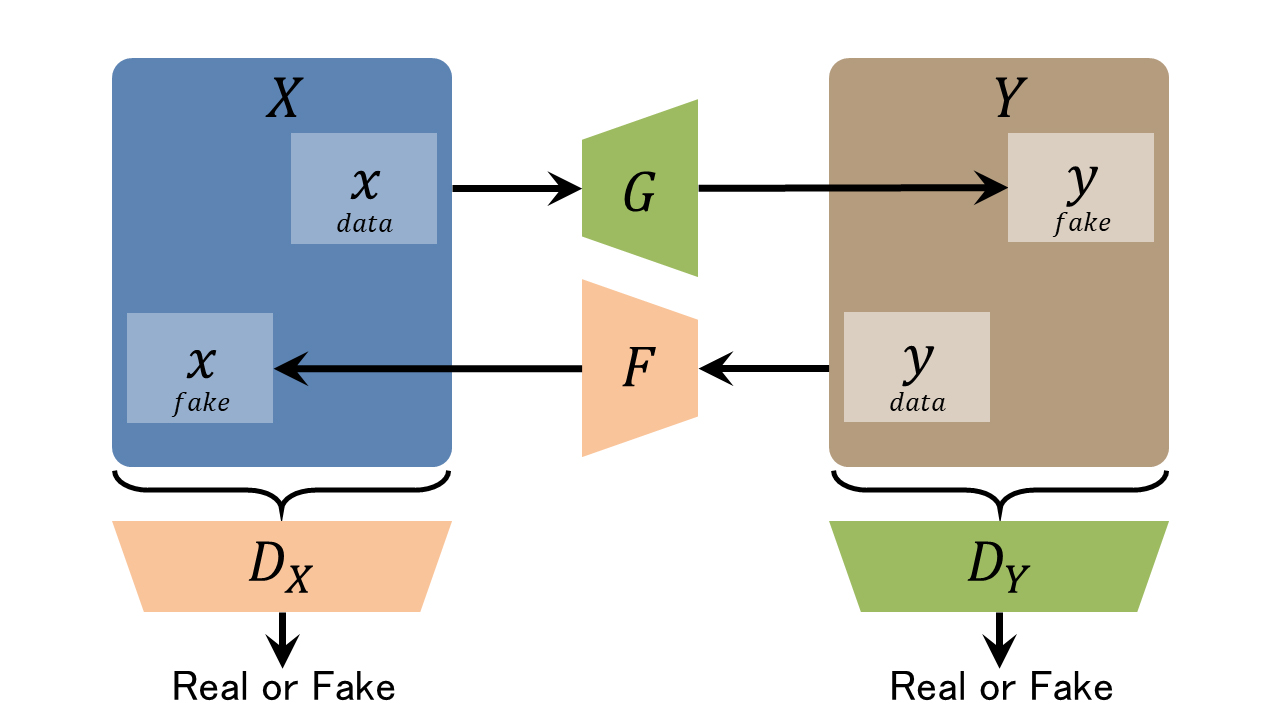 X
x
data
G
Y
y
fake
x
fake
F
y
data
D_X
D_Y
Real or Fake
Real or Fake